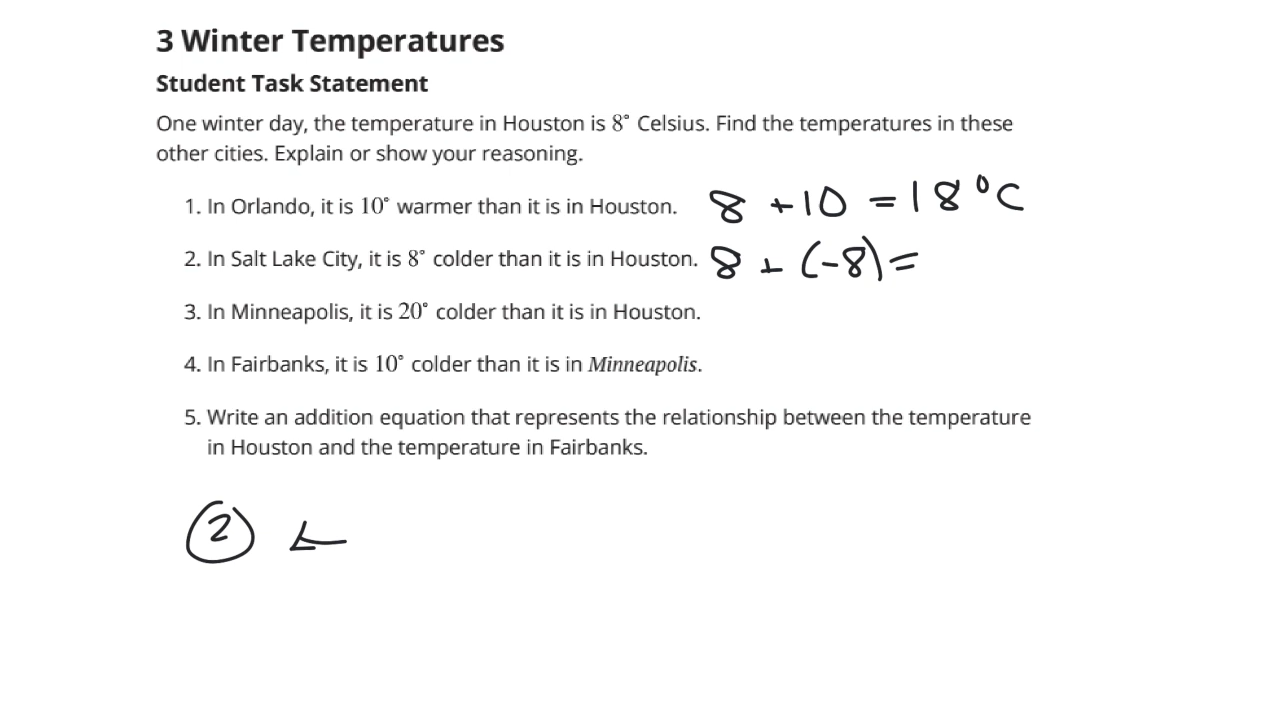 3 Winter Temperatures
Student Task Statement
One winter day, the temperature in Houston is 8° Celsius. Find the temperatures in these
other cities. Explain or show your reasoning.
1. In Orlando, it is 10° warmer than it is in Houston. 8 + 10 = 18°C
2. In Salt Lake City, it is 8° colder than it is in Houston. 8 + (-8) =
3. In Minneapolis, it is 20° colder than it is in Houston.
4. In Fairbanks, it is 10° colder than it is in Minneapolis.
5. Write an addition equation that represents the relationship between the temperature
in Houston and the temperature in Fairbanks.
2